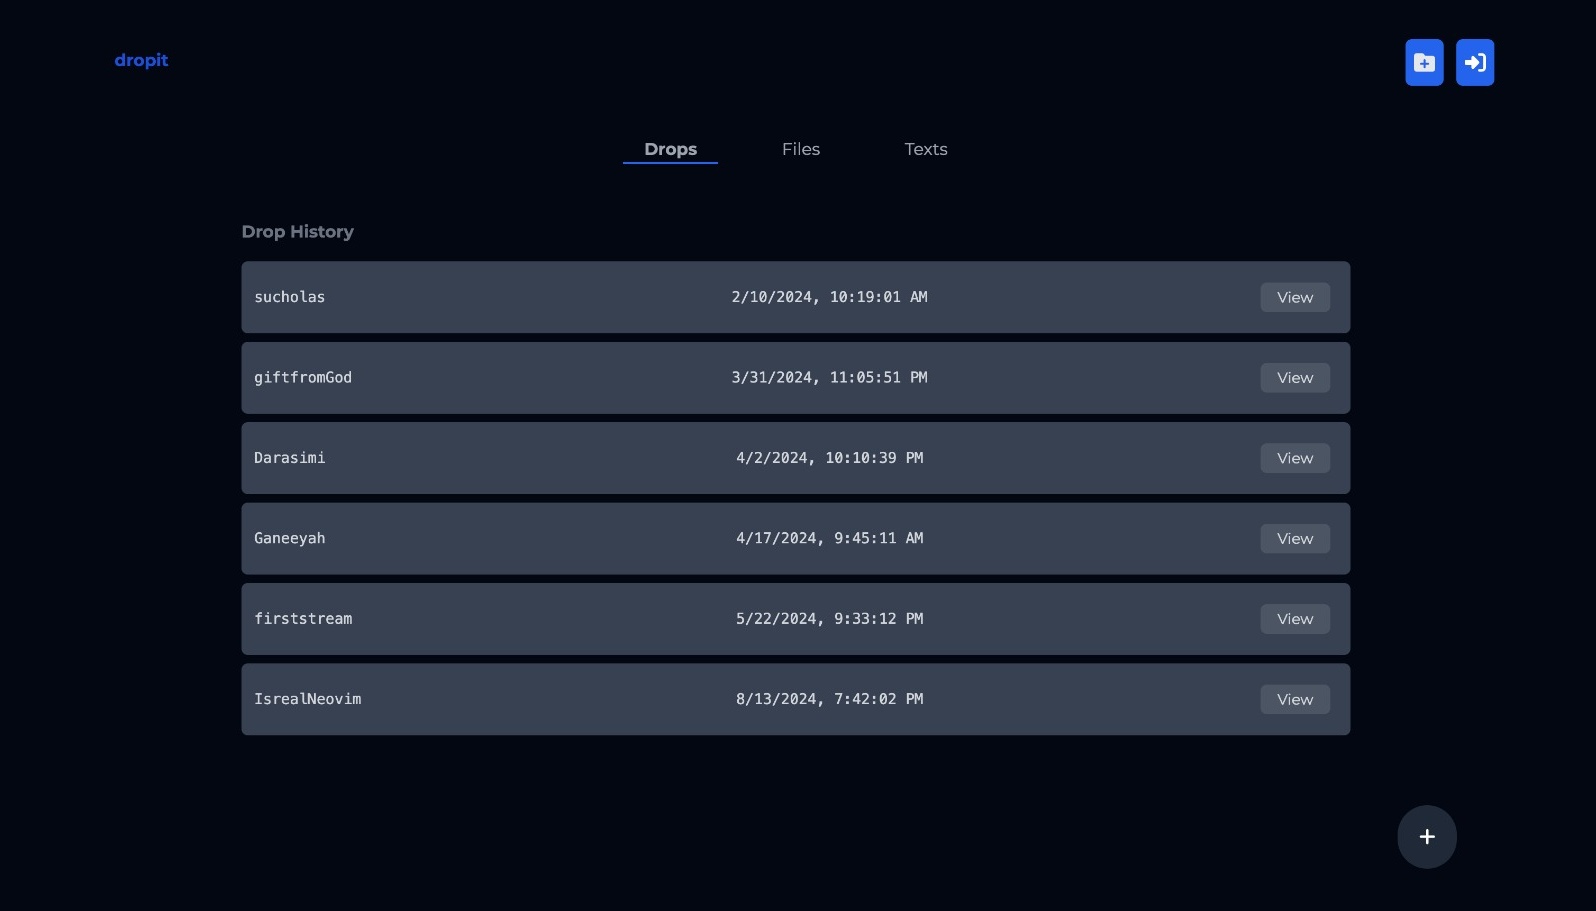 dropit
Drops Files Texts
Drop History
sucholas 2/10/2024, 10:19:01 AM View
giftfromGod 3/31/2024, 11:05:51 PM View
Darasimi 4/2/2024, 10:10:39 PM View
Ganeeyah 4/17/2024, 9:45:11 AM View
firststream 5/22/2024, 9:33:12 PM View
IsrealNeovim 8/13/2024, 7:42:02 PM View